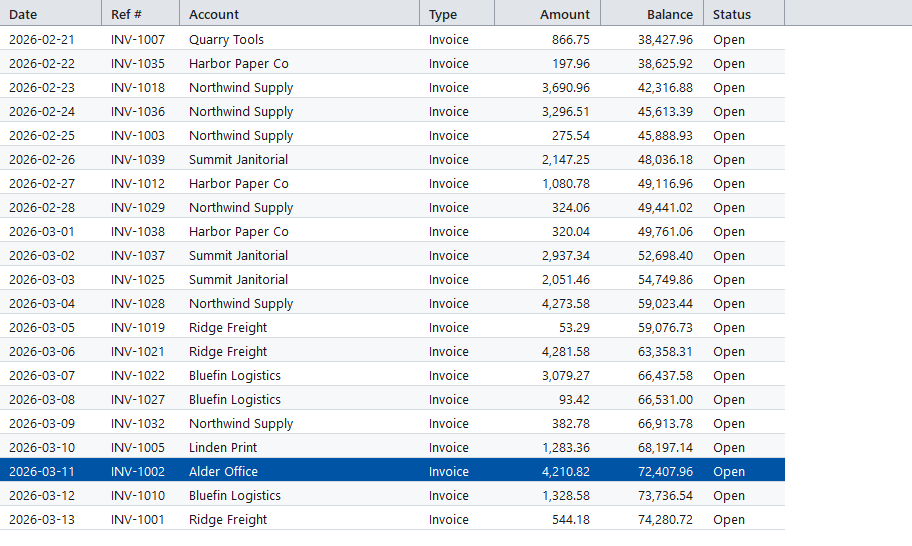 Date Ref # Account Type Amount Balance Status
2026-02-21 INV-1007 Quarry Tools Invoice 866.75 38,427.96 Open
2026-02-22 INV-1035 Harbor Paper Co Invoice 197.96 38,625.92 Open
2026-02-23 INV-1018 Northwind Supply Invoice 3,690.96 42,316.88 Open
2026-02-24 INV-1036 Northwind Supply Invoice 3,296.51 45,613.39 Open
2026-02-25 INV-1003 Northwind Supply Invoice 275.54 45,888.93 Open
2026-02-26 INV-1039 Summit Janitorial Invoice 2,147.25 48,036.18 Open
2026-02-27 INV-1012 Harbor Paper Co Invoice 1,080.78 49,116.96 Open
2026-02-28 INV-1029 Northwind Supply Invoice 324.06 49,441.02 Open
2026-03-01 INV-1038 Harbor Paper Co Invoice 320.04 49,761.06 Open
2026-03-02 INV-1037 Summit Janitorial Invoice 2,937.34 52,698.40 Open
2026-03-03 INV-1025 Summit Janitorial Invoice 2,051.46 54,749.86 Open
2026-03-04 INV-1028 Northwind Supply Invoice 4,273.58 59,023.44 Open
2026-03-05 INV-1019 Ridge Freight Invoice 53.29 59,076.73 Open
2026-03-06 INV-1021 Ridge Freight Invoice 4,281.58 63,358.31 Open
2026-03-07 INV-1022 Bluefin Logistics Invoice 3,079.27 66,437.58 Open
2026-03-08 INV-1027 Bluefin Logistics Invoice 93.42 66,531.00 Open
2026-03-09 INV-1032 Northwind Supply Invoice 382.78 66,913.78 Open
2026-03-10 INV-1005 Linden Print Invoice 1,283.36 68,197.14 Open
2026-03-11 INV-1002 Alder Office Invoice 4,210.82 72,407.96 Open
2026-03-12 INV-1010 Bluefin Logistics Invoice 1,328.58 73,736.54 Open
2026-03-13 INV-1001 Ridge Freight Invoice 544.18 74,280.72 Open